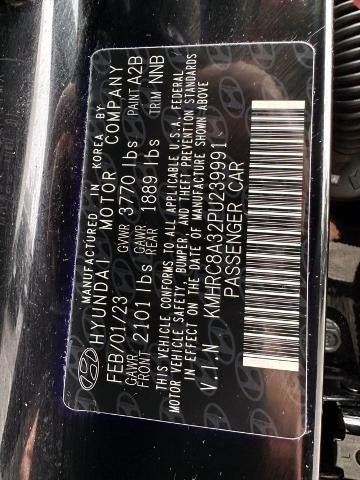 MANUFACTURED IN KOREA BY
HYUNDAI MOTOR COMPANY
FEB/01/23 GVWR 3770 lbs PAINT A2B
GAWR FRONT 2101 lbs GAWR REAR 1889 lbs TRIM NNB
THIS VEHICLE CONFORMS TO ALL APPLICABLE U.S.A. FEDERAL
MOTOR VEHICLE SAFETY, BUMPER, AND THEFT PREVENTION STANDARDS
IN EFFECT ON THE DATE OF MANUFACTURE SHOWN ABOVE
V.I.N KMHRC8A32PU239991
PASSENGER CAR